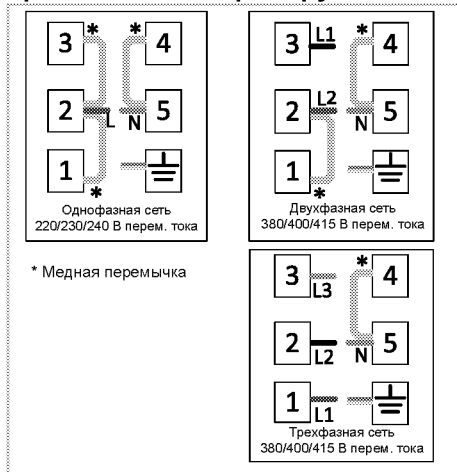 3 * * 4
2 L N 5
1 *
Однофазная сеть
220/230/240 В перем. тока
3 L1 * 4
2 L2 N 5
1 *
Двухфазная сеть
380/400/415 В перем. тока
* Медная перемычка
3 L3 * 4
2 L2 N 5
1 L1
Трехфазная сеть
380/400/415 В перем. тока